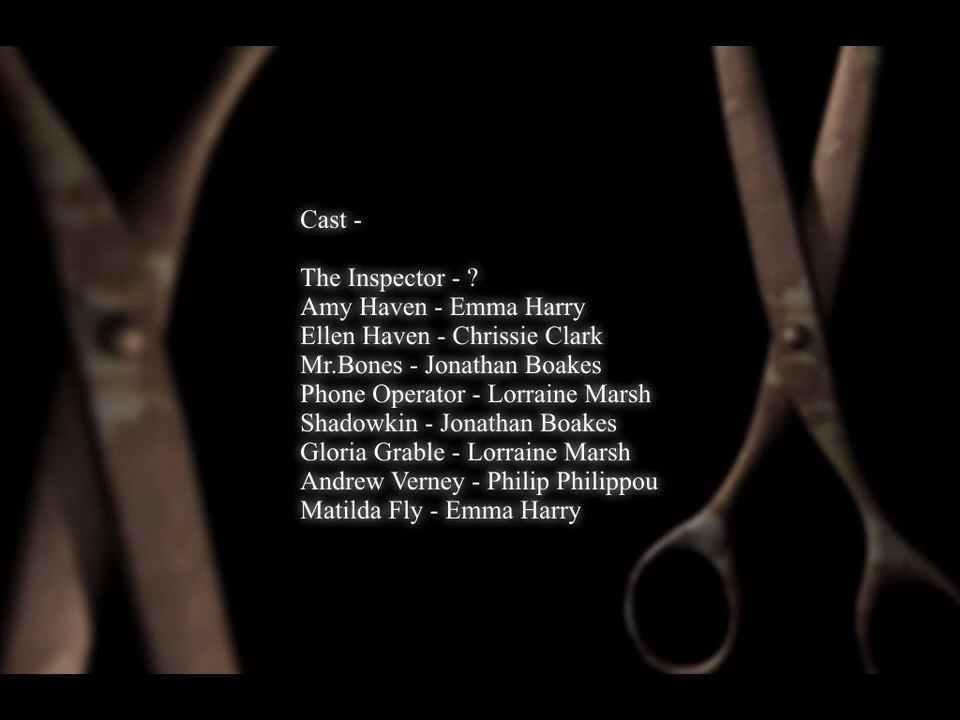 Cast -
The Inspector - ?
Amy Haven - Emma Harry
Ellen Haven - Chrissie Clark
Mr.Bones - Jonathan Boakes
Phone Operator - Lorraine Marsh
Shadowkin - Jonathan Boakes
Gloria Grable - Lorraine Marsh
Andrew Verney - Philip Philippou
Matilda Fly - Emma Harry